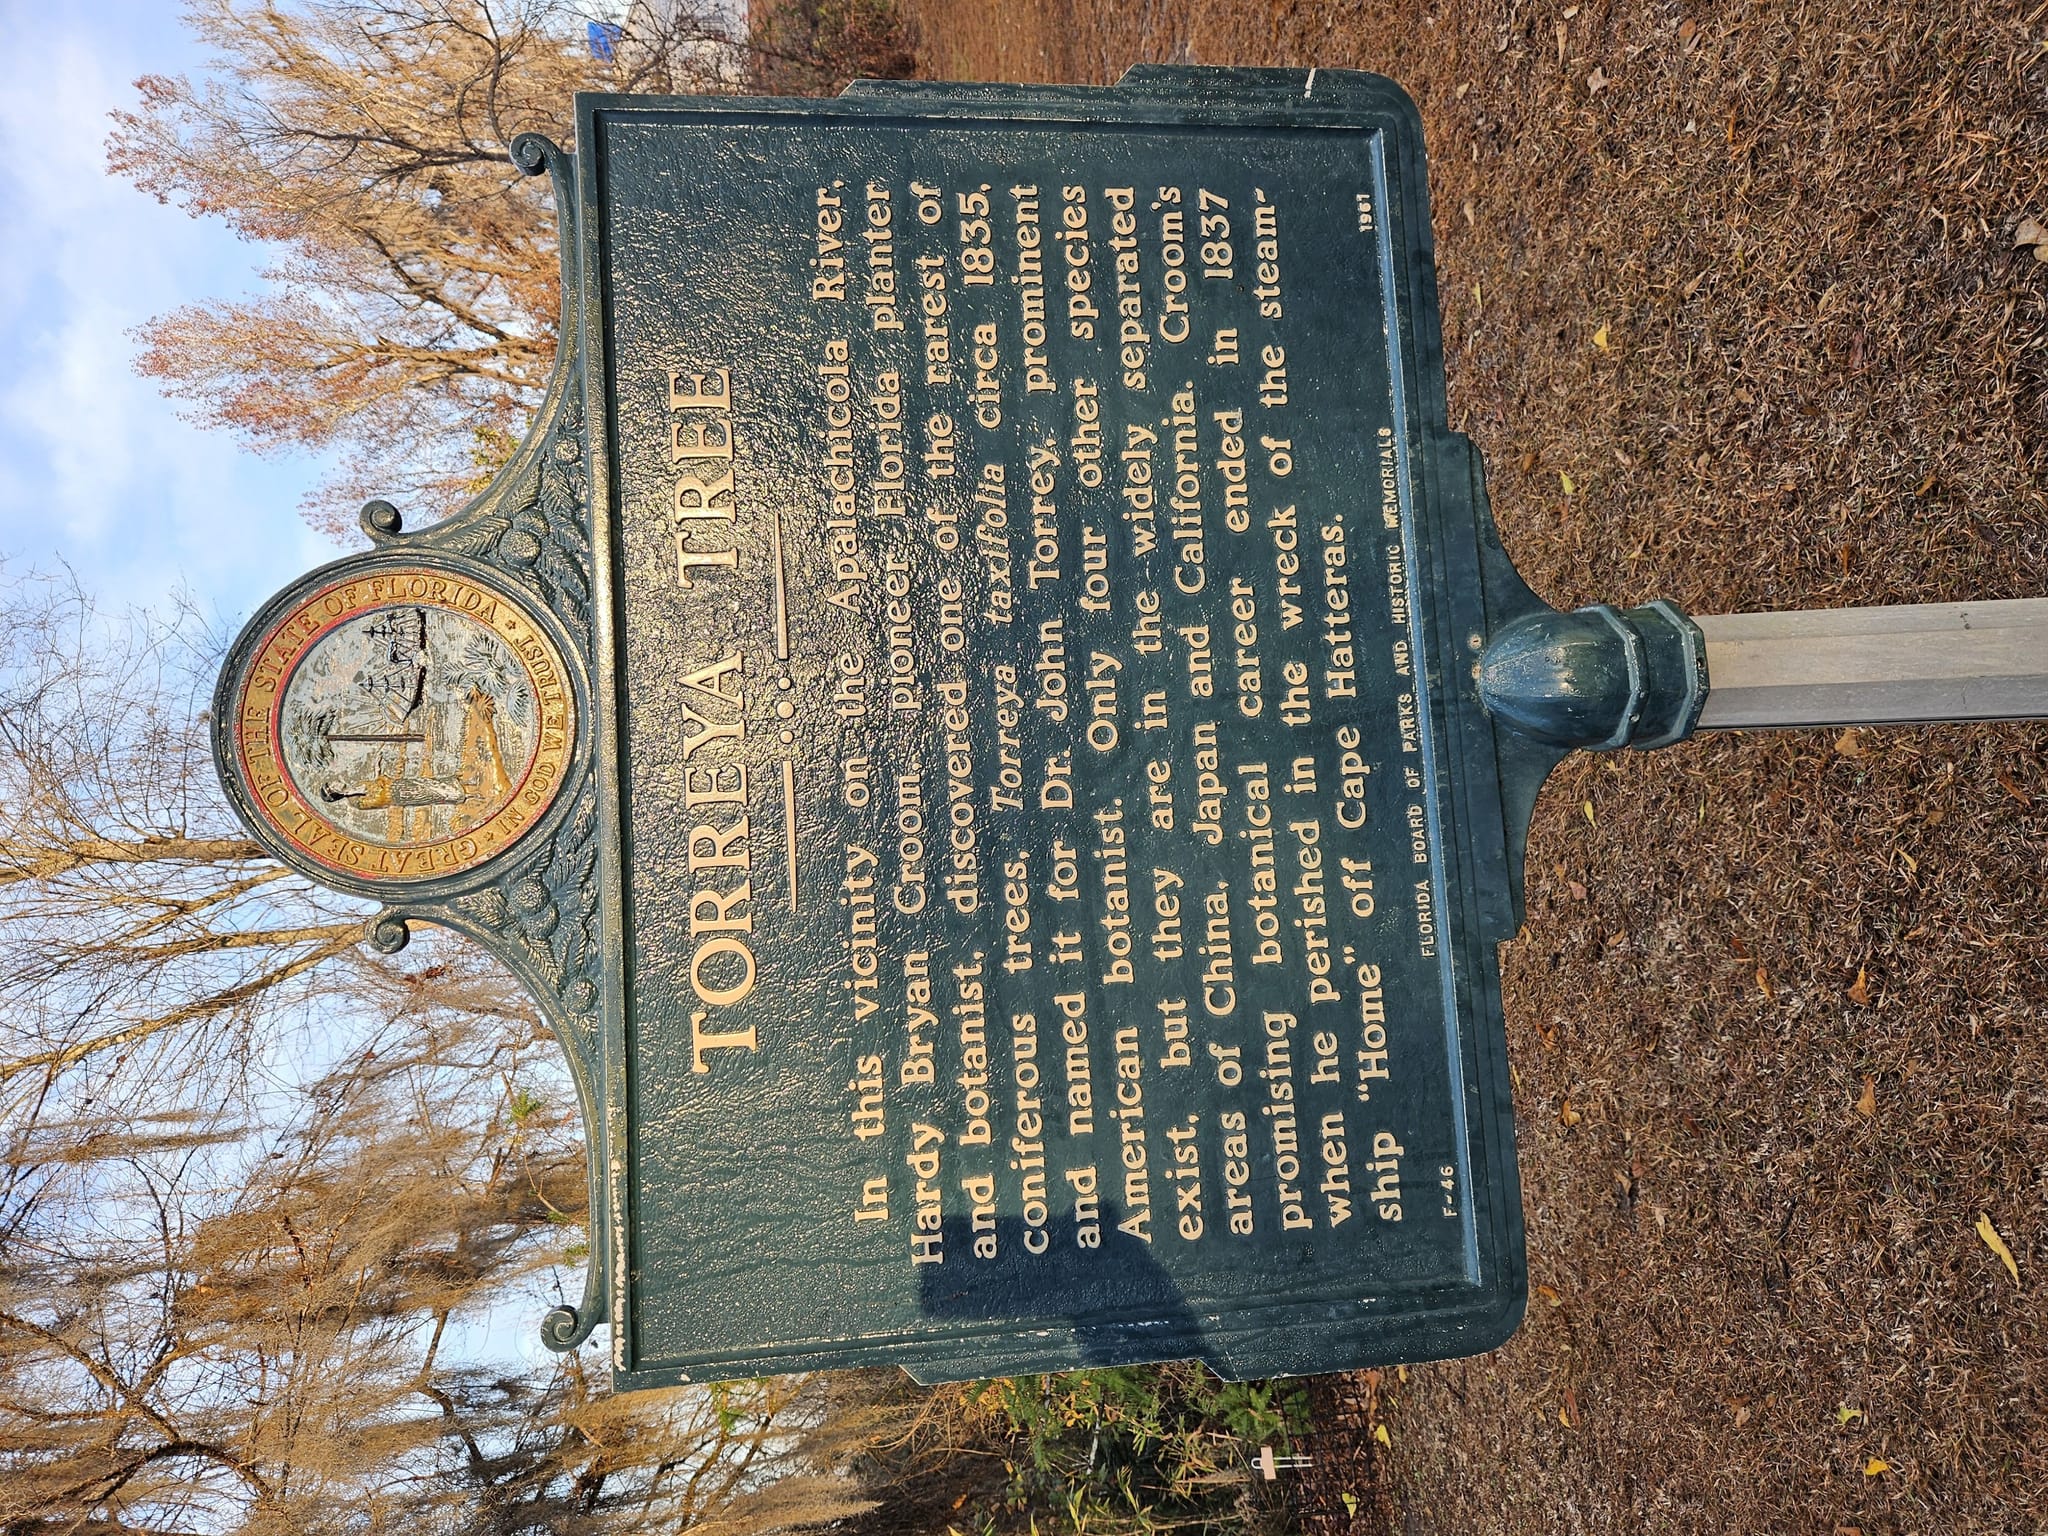 GREAT SEAL OF THE STATE OF FLORIDA
IN GOD WE TRUST
TORREYA TREE
In this vicinity on the Apalachicola River,
Hardy Bryan Croom, pioneer Florida planter
and botanist, discovered one of the rarest of
coniferous trees, Torreya taxifolia circa 1835,
and named it for Dr. John Torrey, prominent
American botanist. Only four other species
exist, but they are in the widely separated
areas of China, Japan and California. Croom's
promising botanical career ended in 1837
when he perished in the wreck of the steam-
ship "Home" off Cape Hatteras.
F-46 FLORIDA BOARD OF PARKS AND HISTORIC MEMORIALS 1961